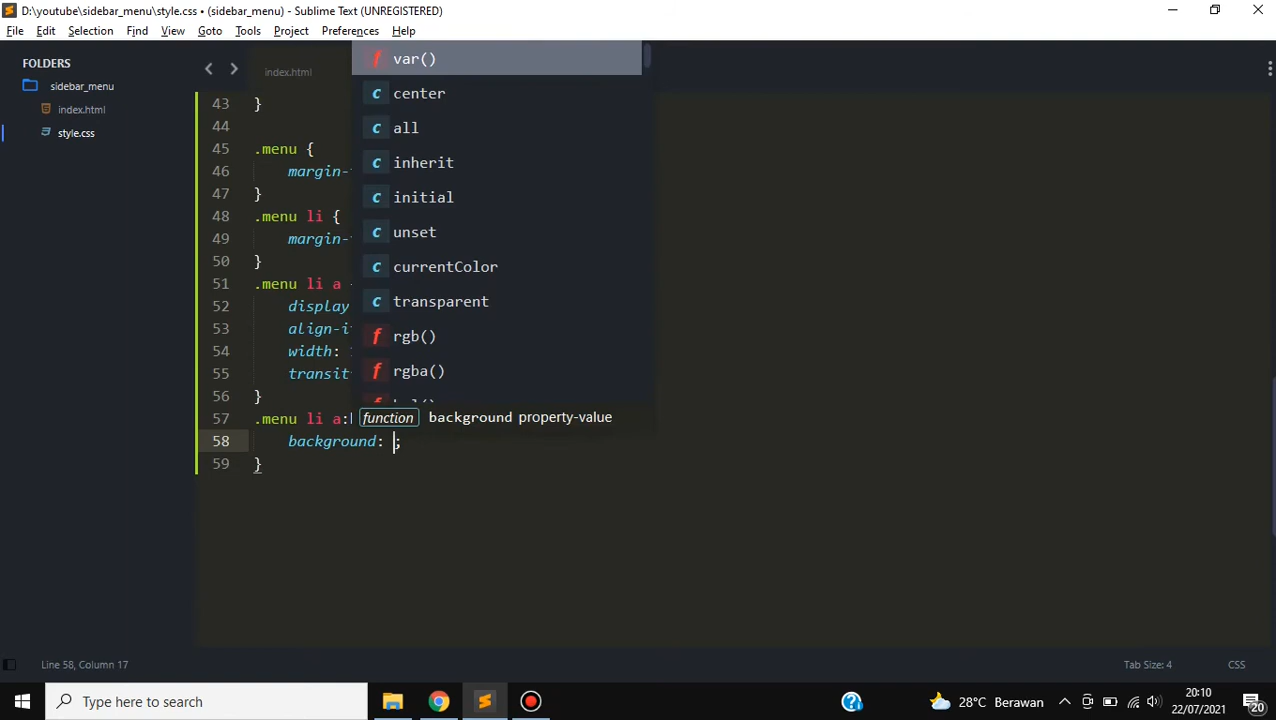 D:\youtube\sidebar_menu\style.css • (sidebar_menu) - Sublime Text (UNREGISTERED)
File Edit Selection Find View Goto Tools Project Preferences Help
FOLDERS
sidebar_menu
index.html
style.css
index.html
43 }
44
45 .menu {
46 margin-
47 }
48 .menu li {
49 margin-
50 }
51 .menu li a
52 display
53 align-i
54 width:
55 transit
56 }
57 .menu li a:
58 background: ;
59 }
f var()
c center
c all
c inherit
c initial
c unset
c currentColor
c transparent
f rgb()
f rgba()
function background property-value
Line 58, Column 17
Tab Size: 4
CSS
Type here to search
28°C Berawan
20:10
22/07/2021
20